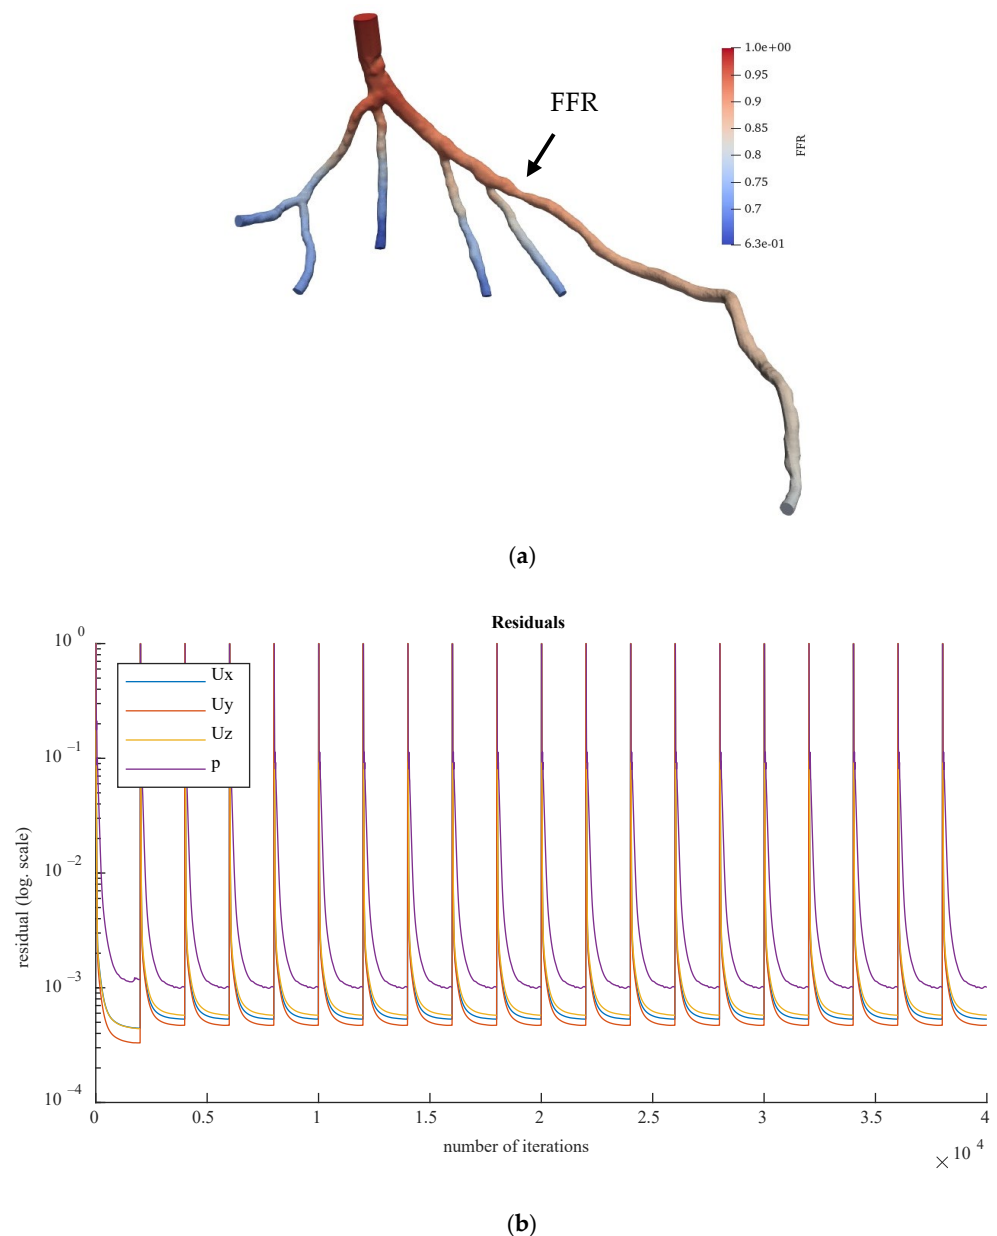 FFR
1.0e+00
0.95
0.9
0.85
0.8
0.75
0.7
6.3e-01
FFR
(a)
Residuals
10^0
10^-1
10^-2
10^-3
10^-4
residual (log. scale)
Ux
Uy
Uz
p
0 0.5 1 1.5 2 2.5 3 3.5 4
number of iterations
× 10^4
(b)